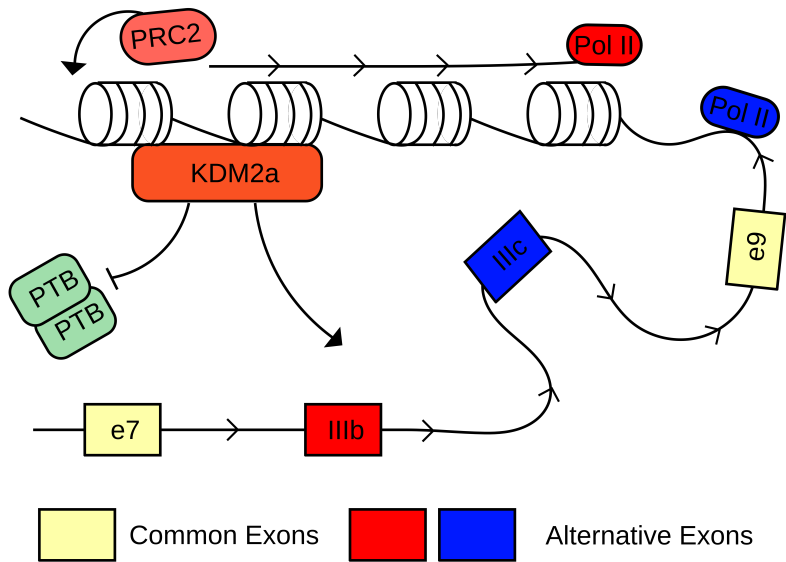 PRC2
Pol II
Pol II
KDM2a
IIIc
e9
PTB
PTB
e7
IIIb
Common Exons
Alternative Exons